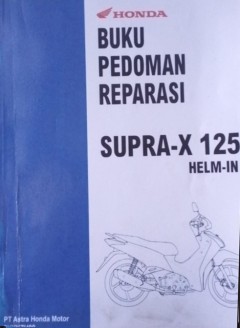 HONDA
BUKU
PEDOMAN
REPARASI
SUPRA-X 125
HELM-IN
PT Astra Honda Motor